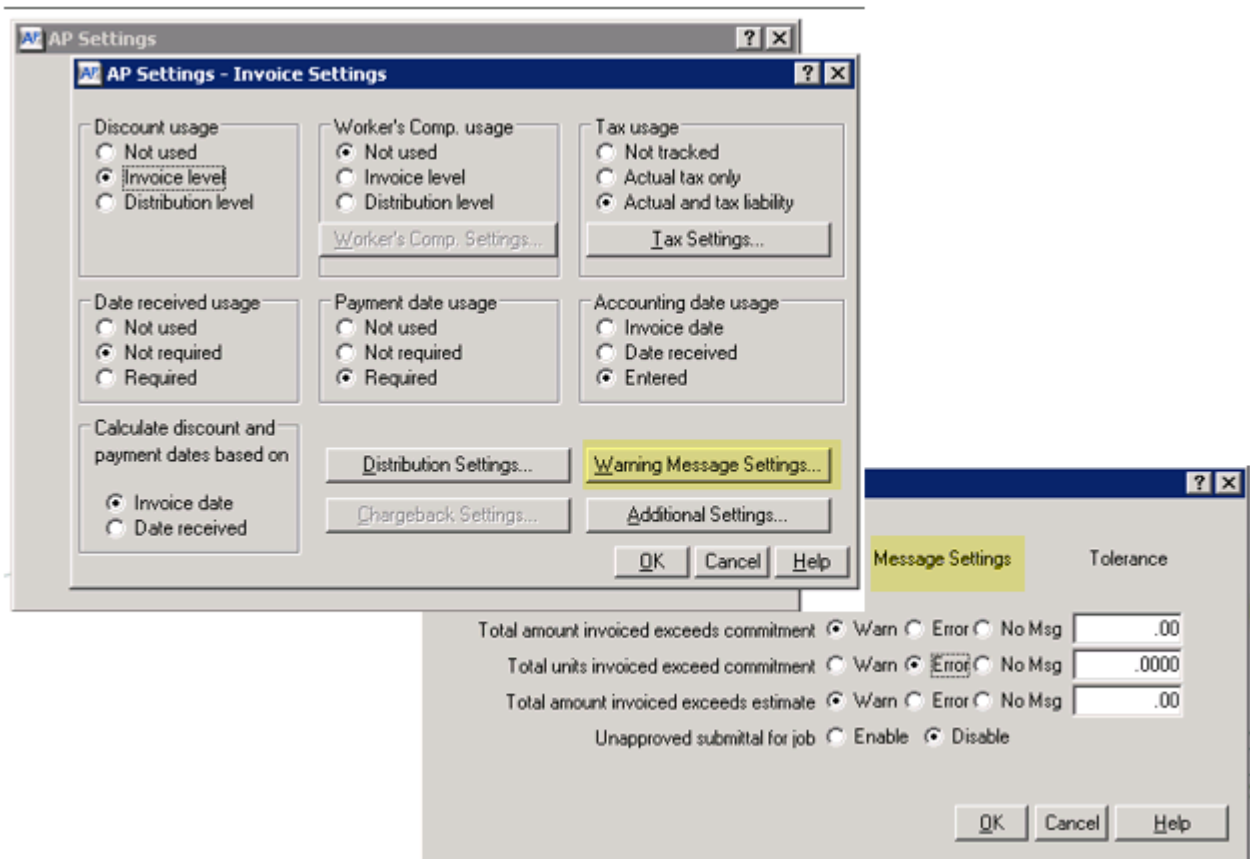 AP AP Settings ? X
AP AP Settings - Invoice Settings ? X
Discount usage
Not used
Invoice level
Distribution level
Worker's Comp. usage
Not used
Invoice level
Distribution level
Worker's Comp. Settings...
Tax usage
Not tracked
Actual tax only
Actual and tax liability
Tax Settings...
Date received usage
Not used
Not required
Required
Payment date usage
Not used
Not required
Required
Accounting date usage
Invoice date
Date received
Entered
Calculate discount and
payment dates based on
Invoice date
Date received
Distribution Settings...
Warning Message Settings...
Chargeback Settings...
Additional Settings...
OK Cancel Help
? X
Message Settings Tolerance
Total amount invoiced exceeds commitment Warn Error No Msg .00
Total units invoiced exceed commitment Warn Error No Msg .0000
Total amount invoiced exceeds estimate Warn Error No Msg .00
Unapproved submittal for job Enable Disable
OK Cancel Help